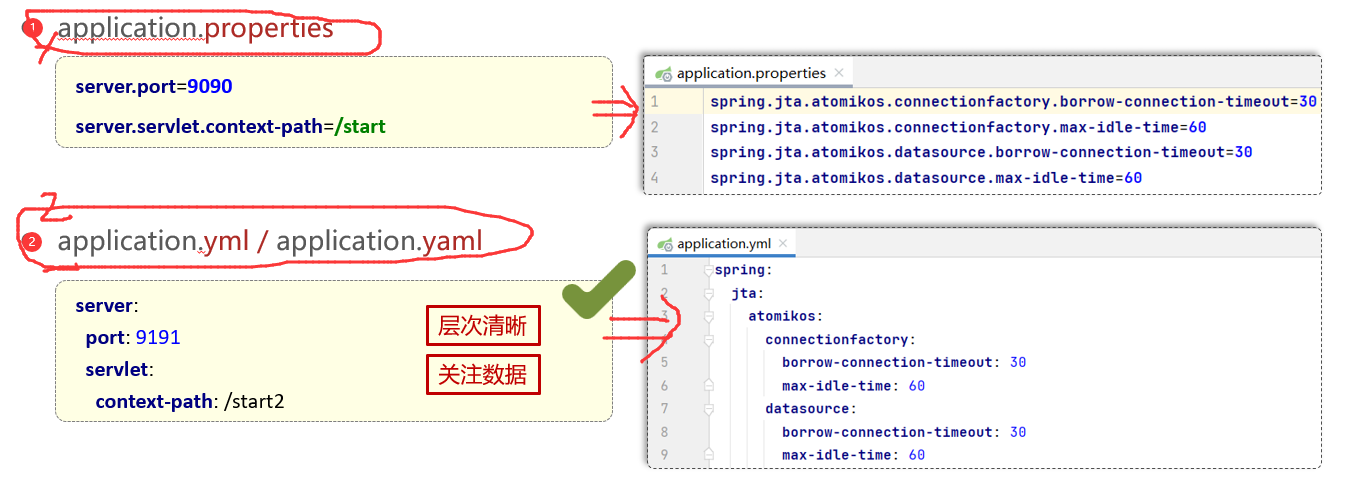 1 application.properties
server.port=9090
server.servlet.context-path=/start
application.properties ×
1 spring.jta.atomikos.connectionfactory.borrow-connection-timeout=30
2 spring.jta.atomikos.connectionfactory.max-idle-time=60
3 spring.jta.atomikos.datasource.borrow-connection-timeout=30
4 spring.jta.atomikos.datasource.max-idle-time=60
2
2 application.yml / application.yaml
server:
port: 9191
servlet:
context-path: /start2
层次清晰
关注数据
application.yml ×
1 spring:
2 jta:
3 atomikos:
4 connectionfactory:
5 borrow-connection-timeout: 30
6 max-idle-time: 60
7 datasource:
8 borrow-connection-timeout: 30
9 max-idle-time: 60